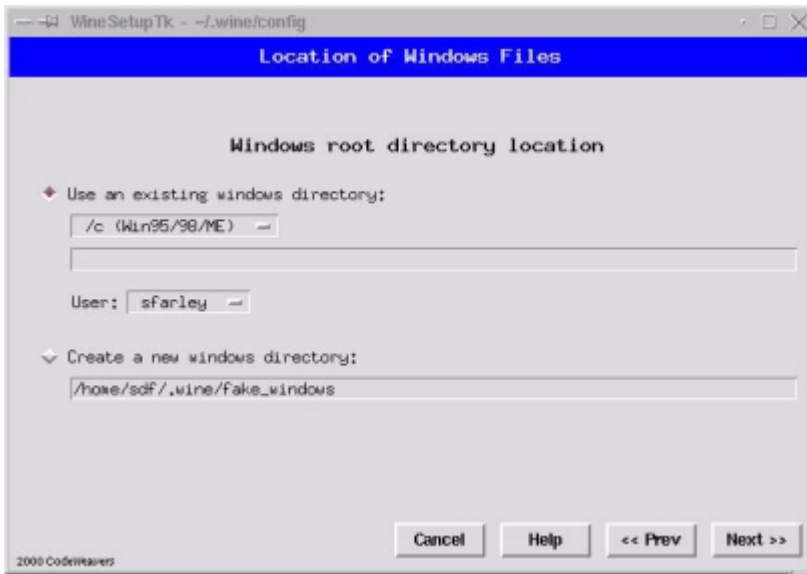 WineSetupTk - ~/.wine/config
Location of Windows Files
Windows root directory location
Use an existing windows directory:
/c (Win95/98/ME)
User: sfarley
Create a new windows directory:
/home/sdf/.wine/fake_windows
Cancel Help << Prev Next >>
2000 CodeWeavers